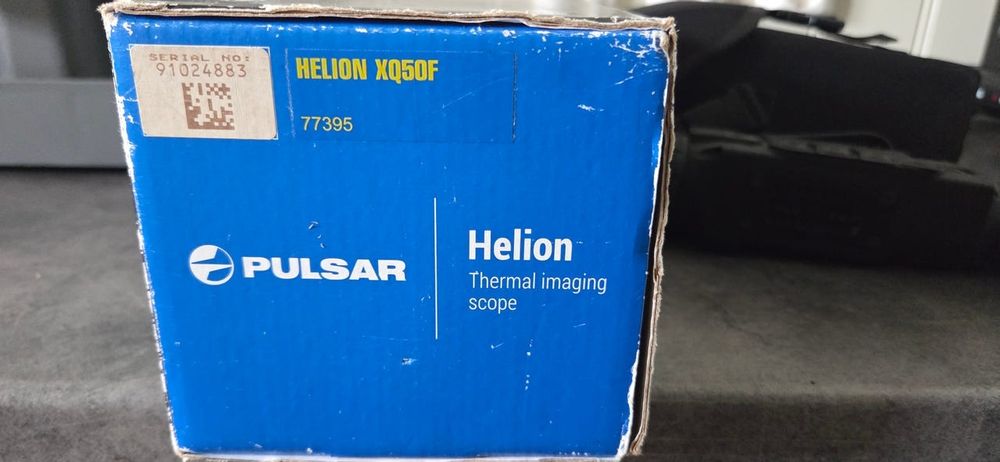 SERIAL NO:
91024883
HELION XQ50F
77395
PULSAR
Helion
Thermal imaging
scope